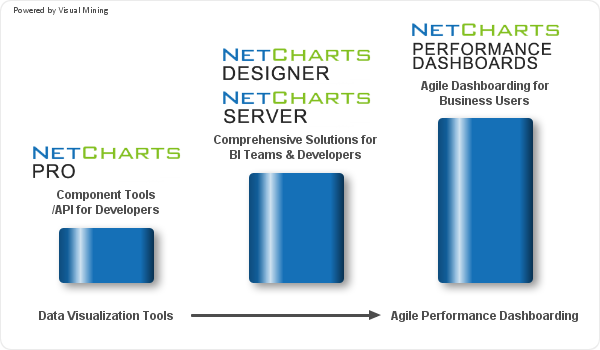 Powered by Visual Mining
NETCHARTS
PRO
Component Tools
/API for Developers
NETCHARTS
DESIGNER
NETCHARTS
SERVER
Comprehensive Solutions for
BI Teams & Developers
NETCHARTS
PERFORMANCE
DASHBOARDS
Agile Dashboarding for
Business Users
Data Visualization Tools
Agile Performance Dashboarding